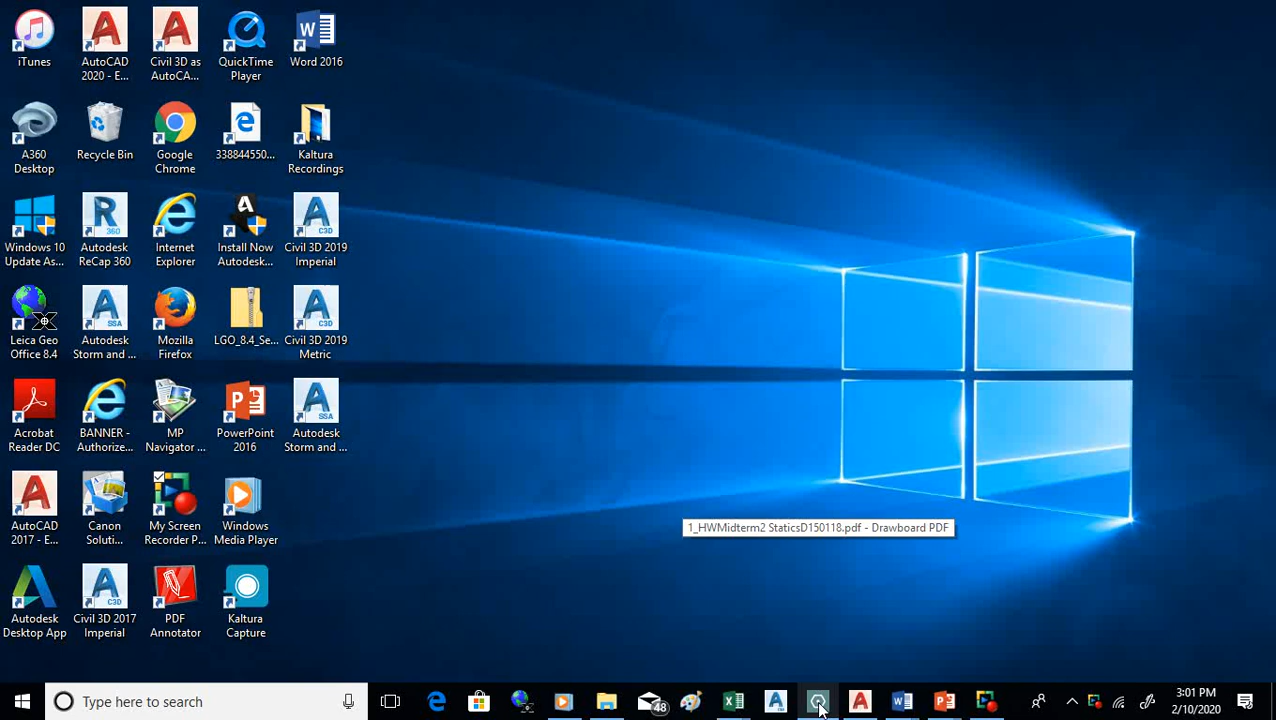 iTunes
AutoCAD
2020 - E...
Civil 3D as
AutoCA...
QuickTime
Player
Word 2016
A360
Desktop
Recycle Bin
Google
Chrome
338844550...
Kaltura
Recordings
Windows 10
Update As...
Autodesk
ReCap 360
Internet
Explorer
Install Now
Autodesk...
Civil 3D 2019
Imperial
Leica Geo
Office 8.4
Autodesk
Storm and ...
Mozilla
Firefox
LGO_8.4_Se...
Civil 3D 2019
Metric
Acrobat
Reader DC
BANNER -
Authorize...
MP
Navigator ...
PowerPoint
2016
Autodesk
Storm and ...
AutoCAD
2017 - E...
Canon
Soluti...
My Screen
Recorder P...
Windows
Media Player
1_HWMidterm2 StaticsD150118.pdf - Drawboard PDF
Autodesk
Desktop App
Civil 3D 2017
Imperial
PDF
Annotator
Kaltura
Capture
Type here to search
48
3:01 PM
2/10/2020